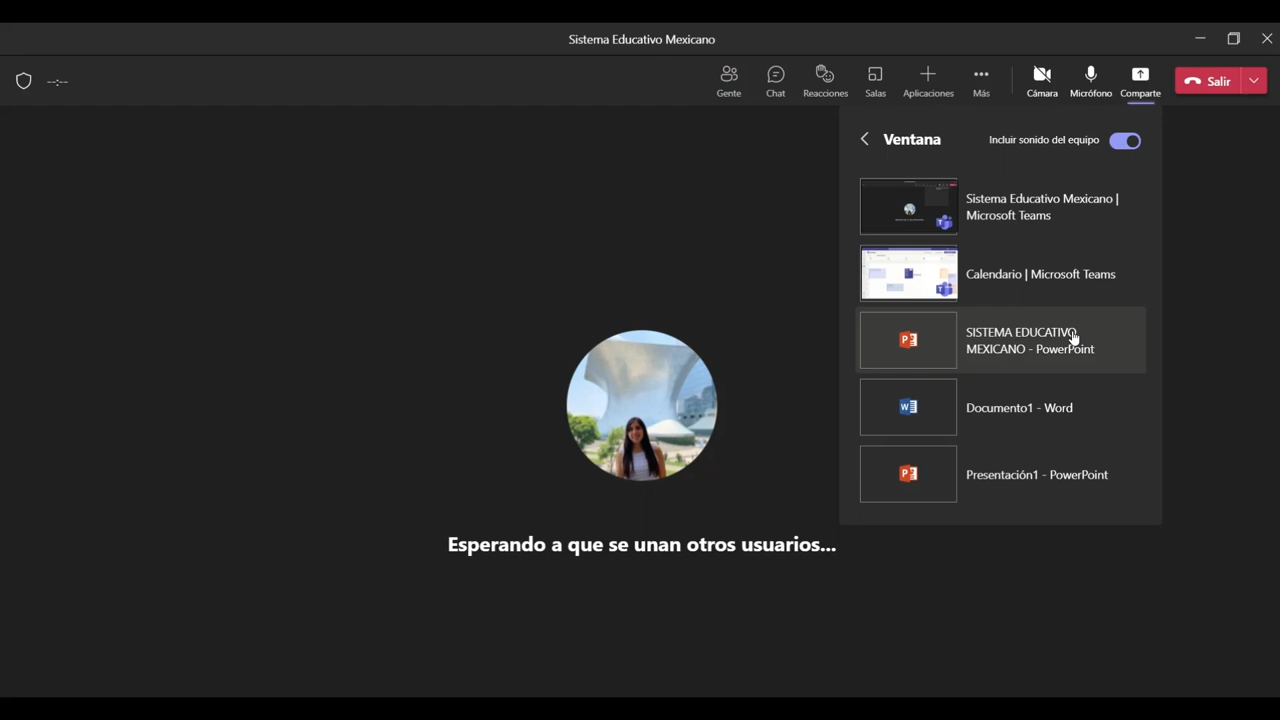 Sistema Educativo Mexicano
--:--
Gente
Chat
Reacciones
Salas
Aplicaciones
Más
Cámara
Micrófono
Comparte
Salir
Ventana
Incluir sonido del equipo
Sistema Educativo Mexicano |
Microsoft Teams
Calendario | Microsoft Teams
SISTEMA EDUCATIVO
MEXICANO - PowerPoint
Documento1 - Word
Presentación1 - PowerPoint
Esperando a que se unan otros usuarios...